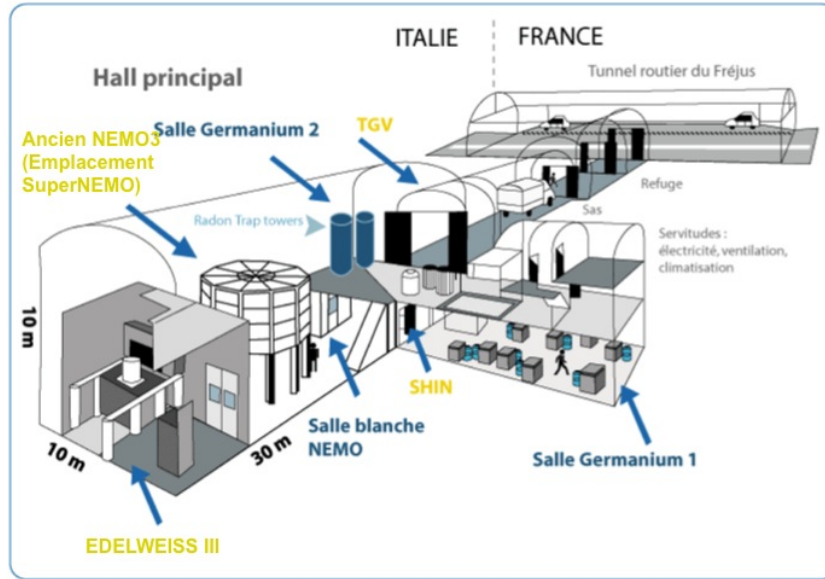 ITALIE
FRANCE
Hall principal
Tunnel routier du Fréjus
Ancien NEMO3
(Emplacement
SuperNEMO)
Salle Germanium 2
TGV
Radon Trap towers
Refuge
Sas
Servitudes :
électricité, ventilation,
climatisation
10 m
10 m
30 m
SHIN
Salle blanche
NEMO
Salle Germanium 1
EDELWEISS III